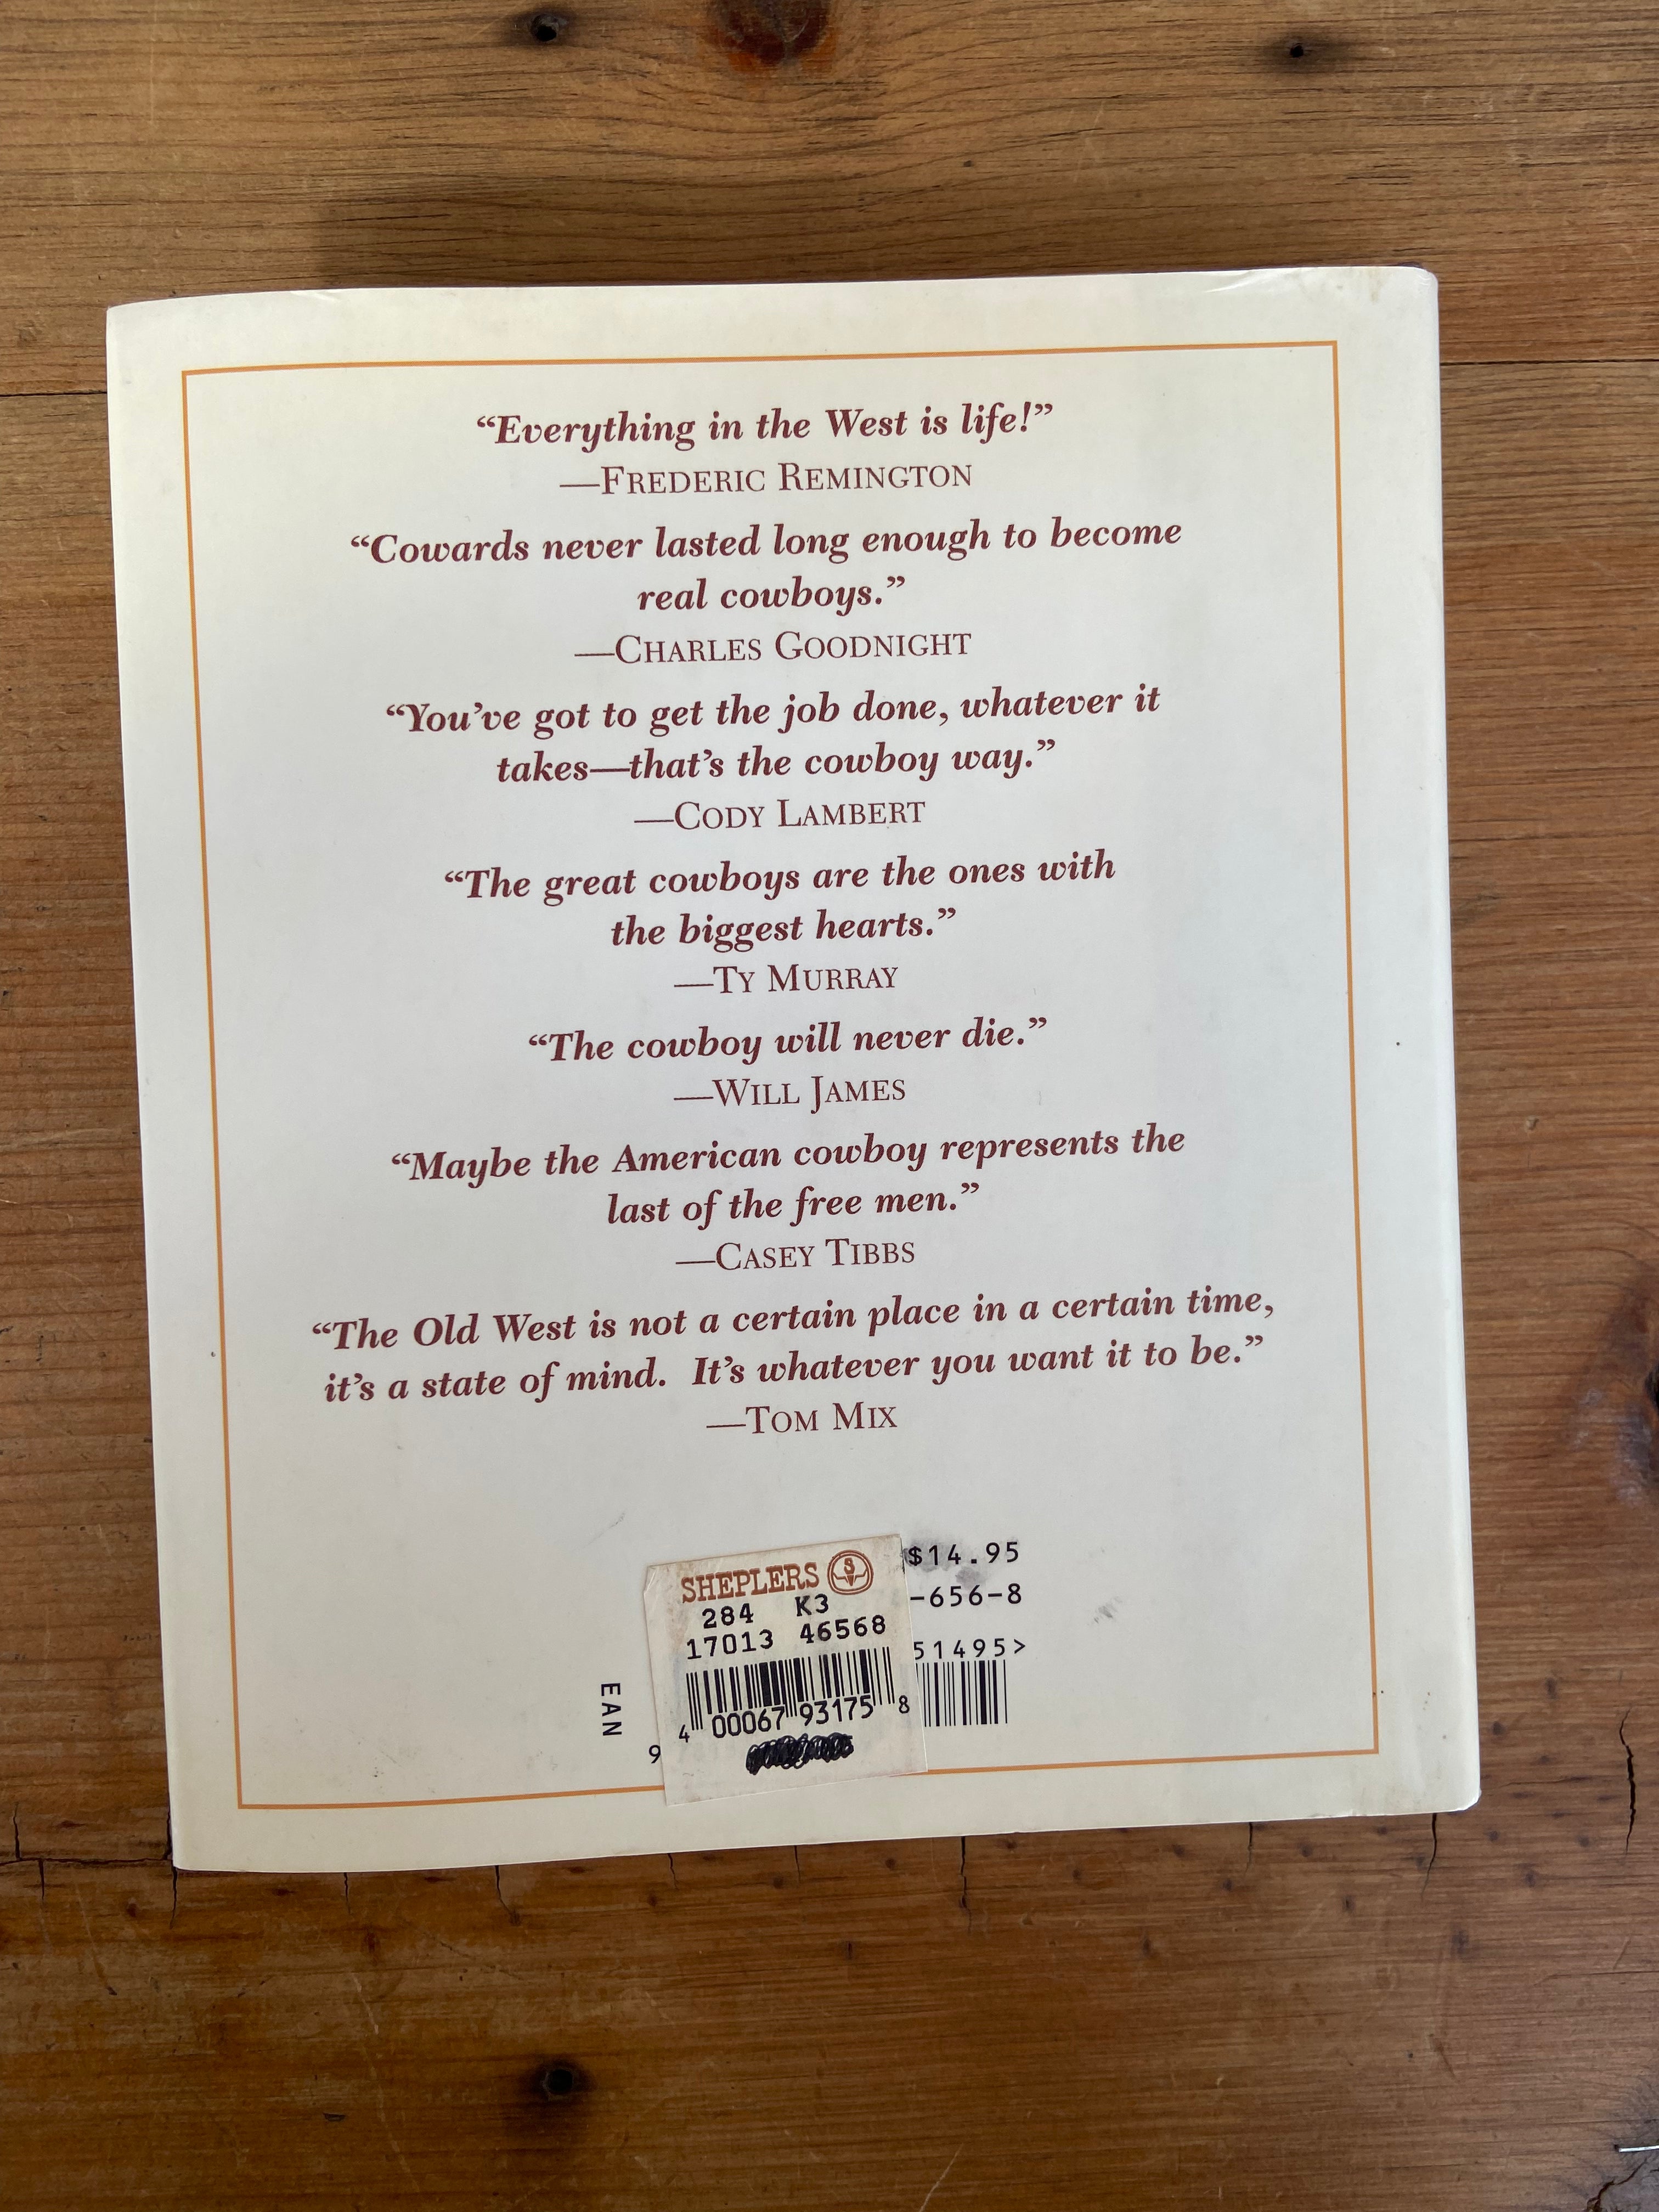 “Everything in the West is life!”
—FREDERIC REMINGTON
“Cowards never lasted long enough to become
real cowboys.”
—CHARLES GOODNIGHT
“You’ve got to get the job done, whatever it
takes—that’s the cowboy way.”
—CODY LAMBERT
“The great cowboys are the ones with
the biggest hearts.”
—TY MURRAY
“The cowboy will never die.”
—WILL JAMES
“Maybe the American cowboy represents the
last of the free men.”
—CASEY TIBBS
“The Old West is not a certain place in a certain time,
it’s a state of mind. It’s whatever you want it to be.”
—TOM MIX
$14.95
-656-8
51495>
SHEPLERS S
284 K3
17013 46568
4 00067 93175 8
EAN
9